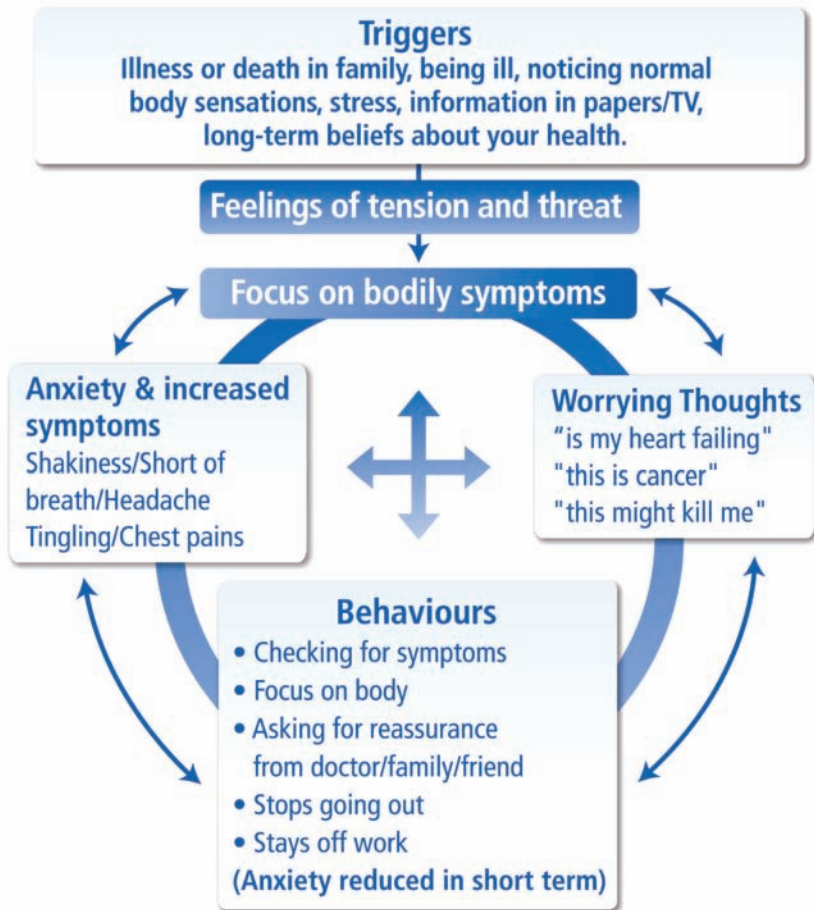 Triggers
Illness or death in family, being ill, noticing normal
body sensations, stress, information in papers/TV,
long-term beliefs about your health.
Feelings of tension and threat
Focus on bodily symptoms
Anxiety & increased
symptoms
Shakiness/Short of
breath/Headache
Tingling/Chest pains
Worrying Thoughts
"is my heart failing"
"this is cancer"
"this might kill me"
Behaviours
• Checking for symptoms
• Focus on body
• Asking for reassurance
from doctor/family/friend
• Stops going out
• Stays off work
(Anxiety reduced in short term)